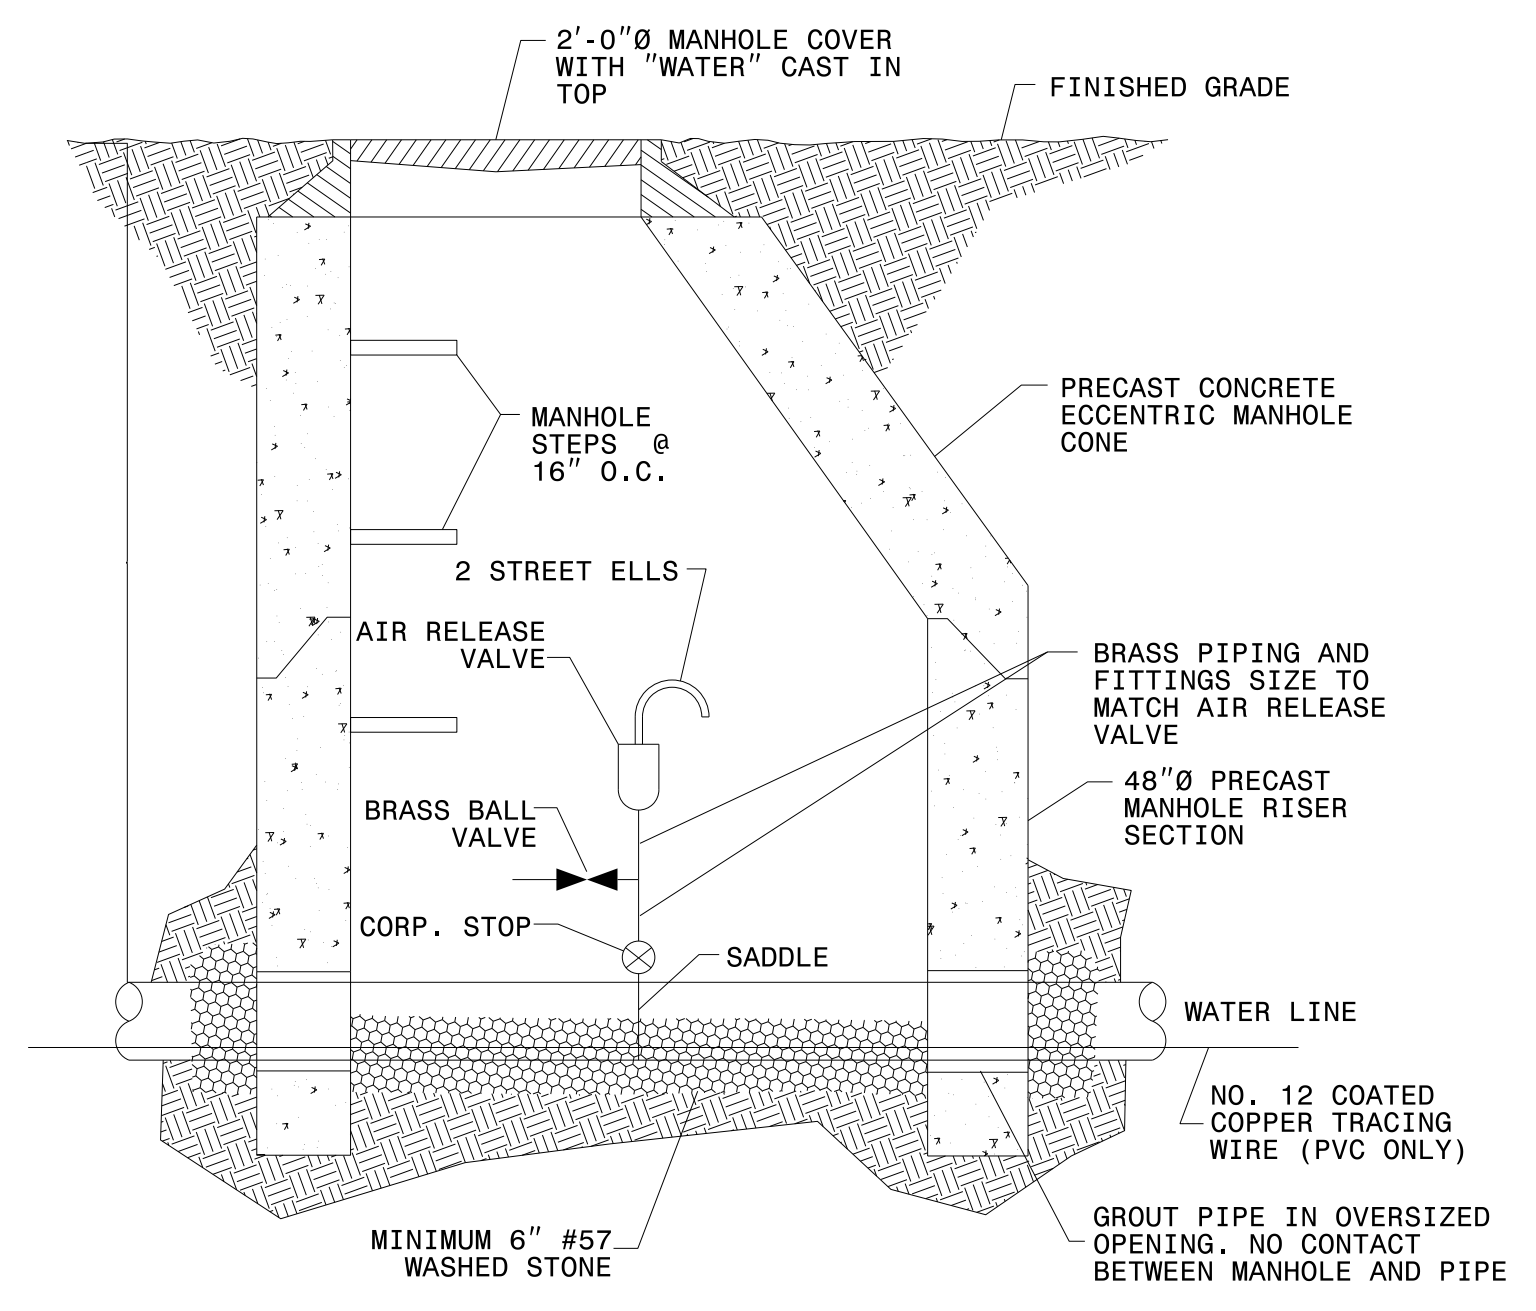 2'-0"Ø MANHOLE COVER
WITH "WATER" CAST IN
TOP
FINISHED GRADE
PRECAST CONCRETE
ECCENTRIC MANHOLE
CONE
MANHOLE
STEPS @
16" O.C.
2 STREET ELLS
AIR RELEASE
VALVE
BRASS PIPING AND
FITTINGS SIZE TO
MATCH AIR RELEASE
VALVE
48"Ø PRECAST
MANHOLE RISER
SECTION
BRASS BALL
VALVE
CORP. STOP
SADDLE
WATER LINE
NO. 12 COATED
COPPER TRACING
WIRE (PVC ONLY)
GROUT PIPE IN OVERSIZED
OPENING. NO CONTACT
BETWEEN MANHOLE AND PIPE
MINIMUM 6" #57
WASHED STONE